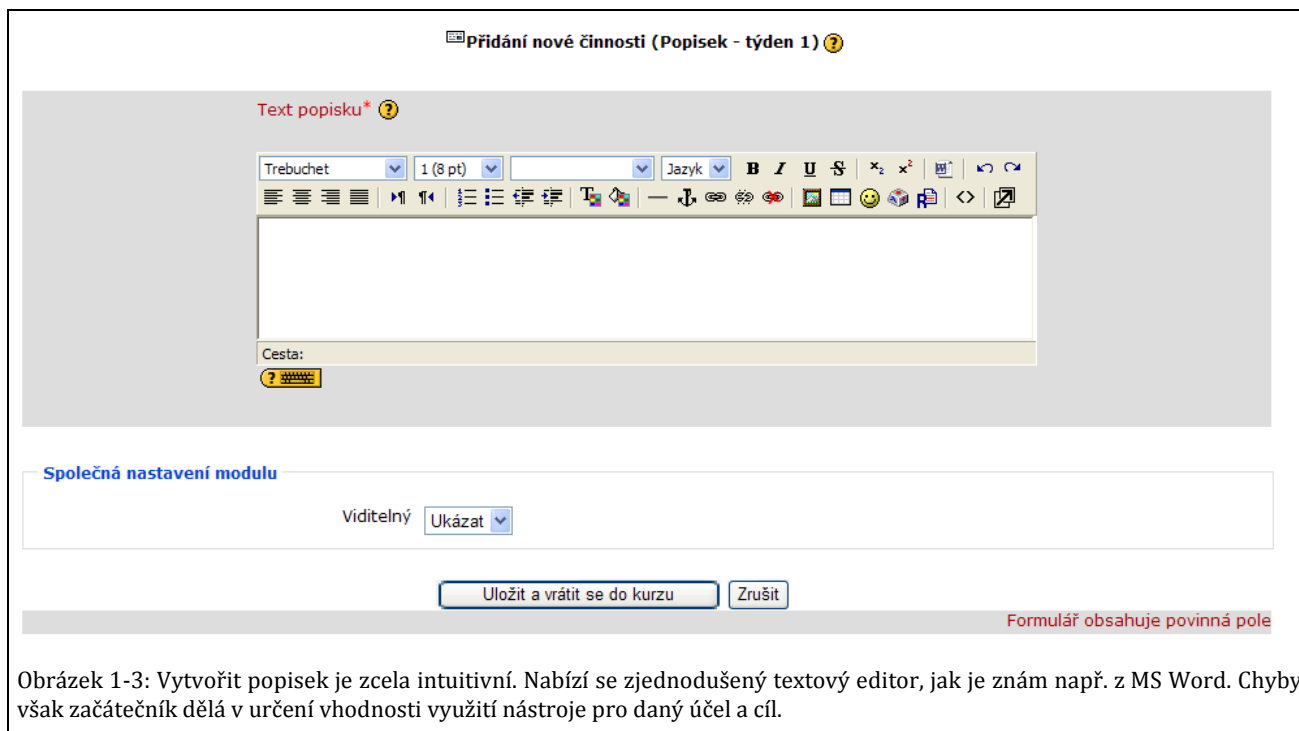 Přidání nové činnosti (Popisek - týden 1)
Text popisku*
Trebuchet 1 (8 pt) Jazyk B I U S x₂ x²
Cesta:
Společná nastavení modulu
Viditelný Ukázat
Uložit a vrátit se do kurzu Zrušit
Formulář obsahuje povinná pole
Obrázek 1-3: Vytvořit popisek je zcela intuitivní. Nabízí se zjednodušený textový editor, jak je znám např. z MS Word. Chyby
však začátečník dělá v určení vhodnosti využití nástroje pro daný účel a cíl.